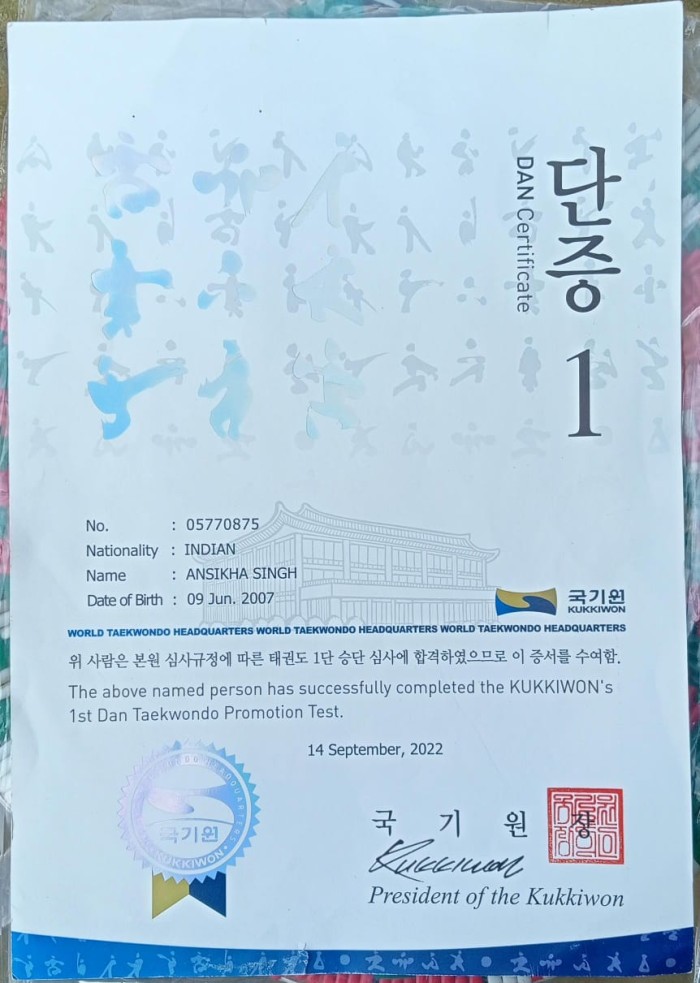 단증
DAN Certificate
1
No. : 05770875
Nationality : INDIAN
Name : ANSIKHA SINGH
Date of Birth : 09 Jun. 2007
국기원
KUKKIWON
WORLD TAEKWONDO HEADQUARTERS WORLD TAEKWONDO HEADQUARTERS WORLD TAEKWONDO HEADQUARTERS
위 사람은 본원 심사규정에 따른 태권도 1단 승단 심사에 합격하였으므로 이 증서를 수여함.
The above named person has successfully completed the KUKKIWON's
1st Dan Taekwondo Promotion Test.
14 September, 2022
국기원
KUKKIWON
국 기 원 장
Kukkiwon
President of the Kukkiwon